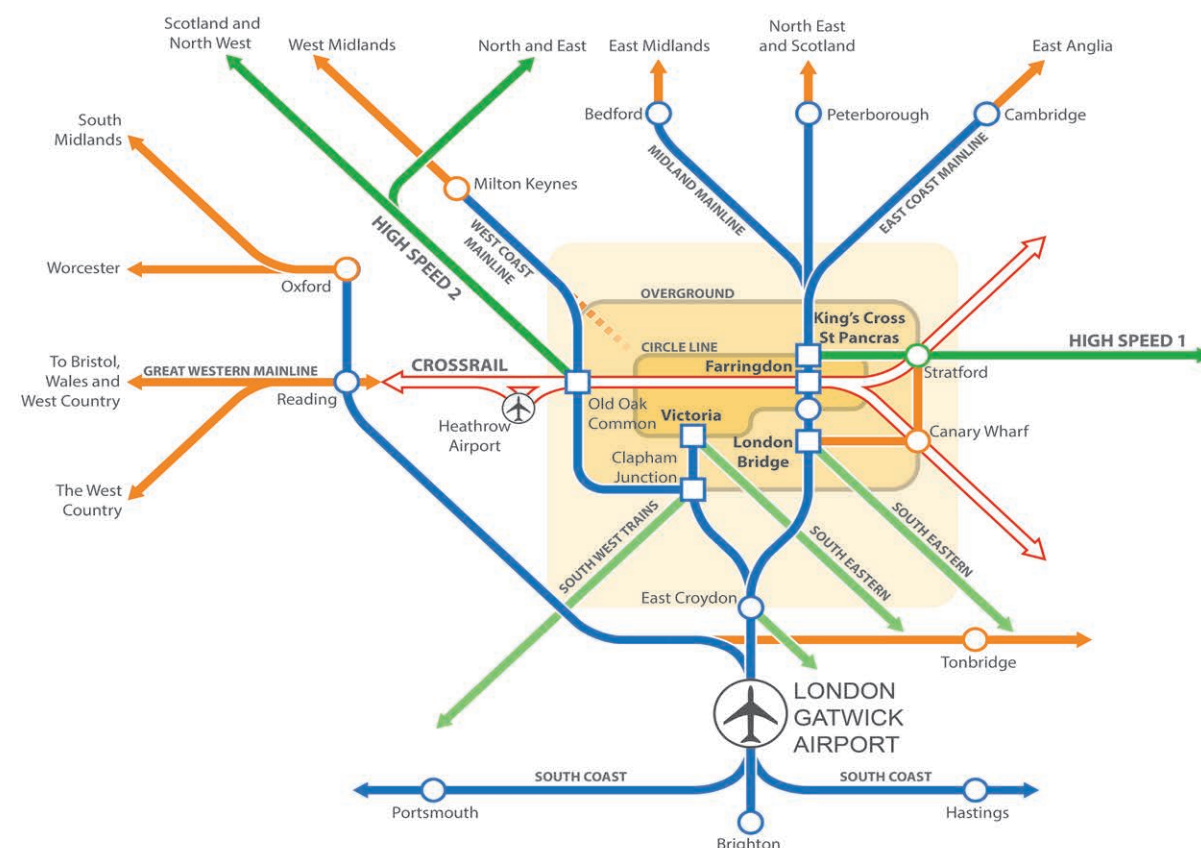 Scotland and
North West
West Midlands
North and East
East Midlands
North East
and Scotland
East Anglia
South
Midlands
Bedford
Peterborough
Cambridge
MIDLAND MAINLINE
EAST COAST MAINLINE
Milton Keynes
WEST COAST
MAINLINE
HIGH SPEED 2
Worcester
Oxford
OVERGROUND
King's Cross
St Pancras
CIRCLE LINE
HIGH SPEED 1
To Bristol,
Wales and
West Country
GREAT WESTERN MAINLINE
CROSSRAIL
Farringdon
Stratford
Reading
Heathrow
Airport
Old Oak
Common
Victoria
London
Bridge
Canary Wharf
Clapham
Junction
The West
Country
SOUTH WEST TRAINS
SOUTH EASTERN
SOUTH EASTERN
East Croydon
Tonbridge
LONDON
GATWICK
AIRPORT
SOUTH COAST
SOUTH COAST
Portsmouth
Hastings
Brighton